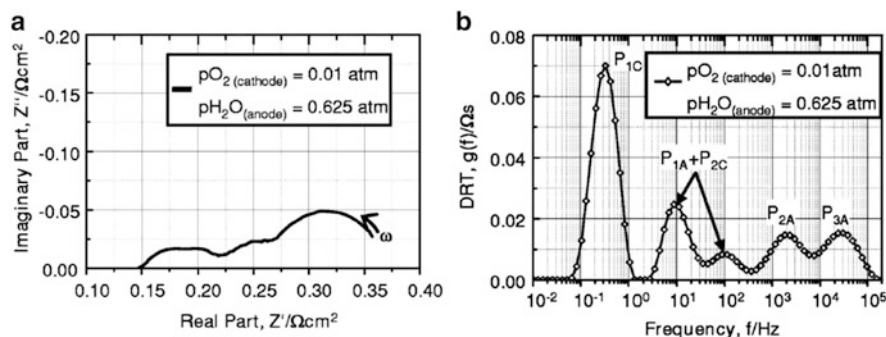 a
Imaginary Part, Z"/Ωcm²
-0.20
-0.15
-0.10
-0.05
0.00
pO₂ (cathode) = 0.01 atm
pH₂O(anode) = 0.625 atm
ω
0.10 0.15 0.20 0.25 0.30 0.35 0.40
Real Part, Z'/Ωcm²
b
DRT, g(f)/Ωs
0.08
0.06
0.04
0.02
0.00
P1C
pO₂ (cathode) = 0.01atm
pH₂O(anode) = 0.625 atm
P1A+P2C
P2A
P3A
10⁻² 10⁻¹ 10⁰ 10¹ 10² 10³ 10⁴ 10⁵
Frequency, f/Hz